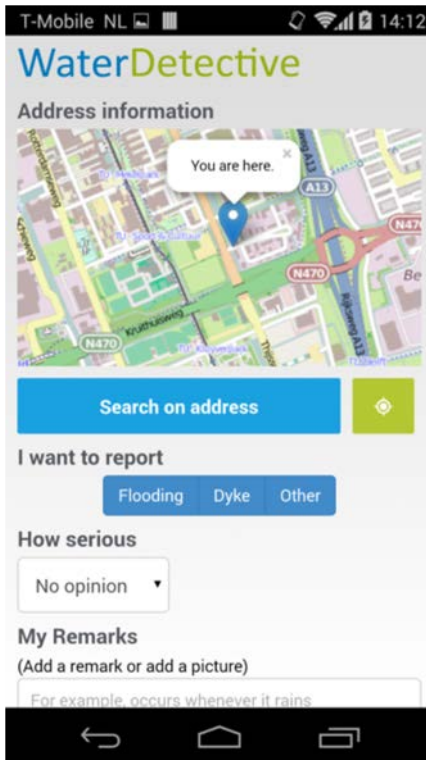 T-Mobile NL 14:12
WaterDetective
Address information
You are here. ×
A13
N470
N470
Kruithuisweg
N470
Search on address
I want to report
Flooding Dyke Other
How serious
No opinion
My Remarks
(Add a remark or add a picture)
For example, occurs whenever it rains